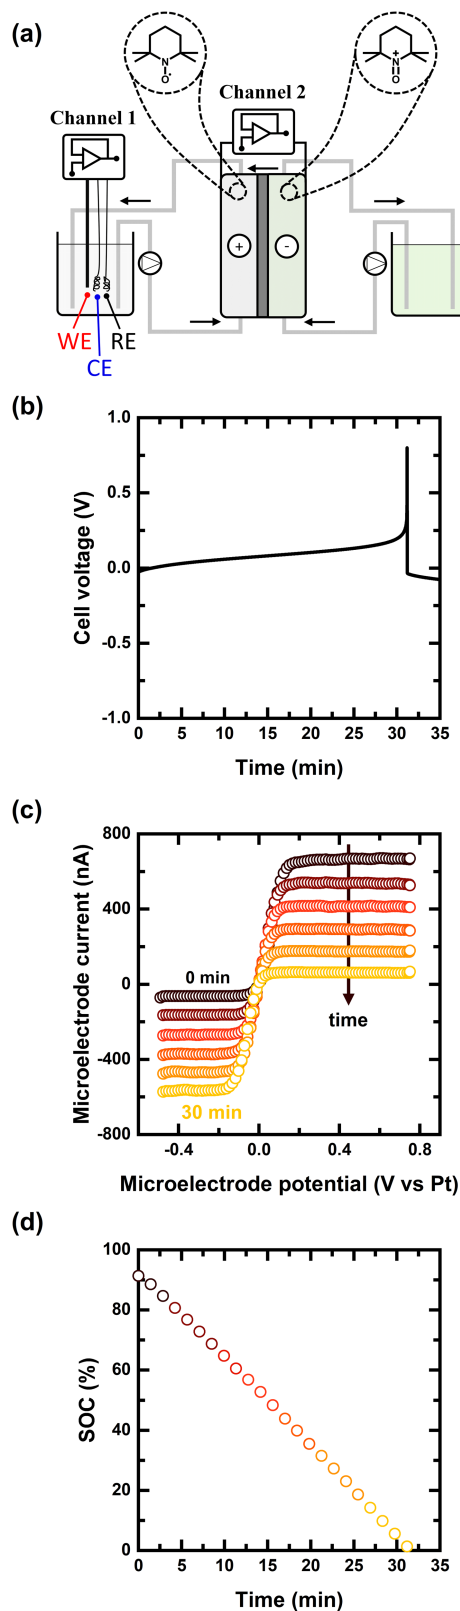 (a)
N
O
•
N
+
O
Channel 1
Channel 2
+
-
WE
RE
CE
(b)
1.0
0.5
0.0
-0.5
-1.0
Cell voltage (V)
0 5 10 15 20 25 30 35
Time (min)
(c)
800
400
0
-400
-800
Microelectrode current (nA)
0 min
time
30 min
-0.4 0.0 0.4 0.8
Microelectrode potential (V vs Pt)
(d)
100
80
60
40
20
0
SOC (%)
0 5 10 15 20 25 30 35
Time (min)